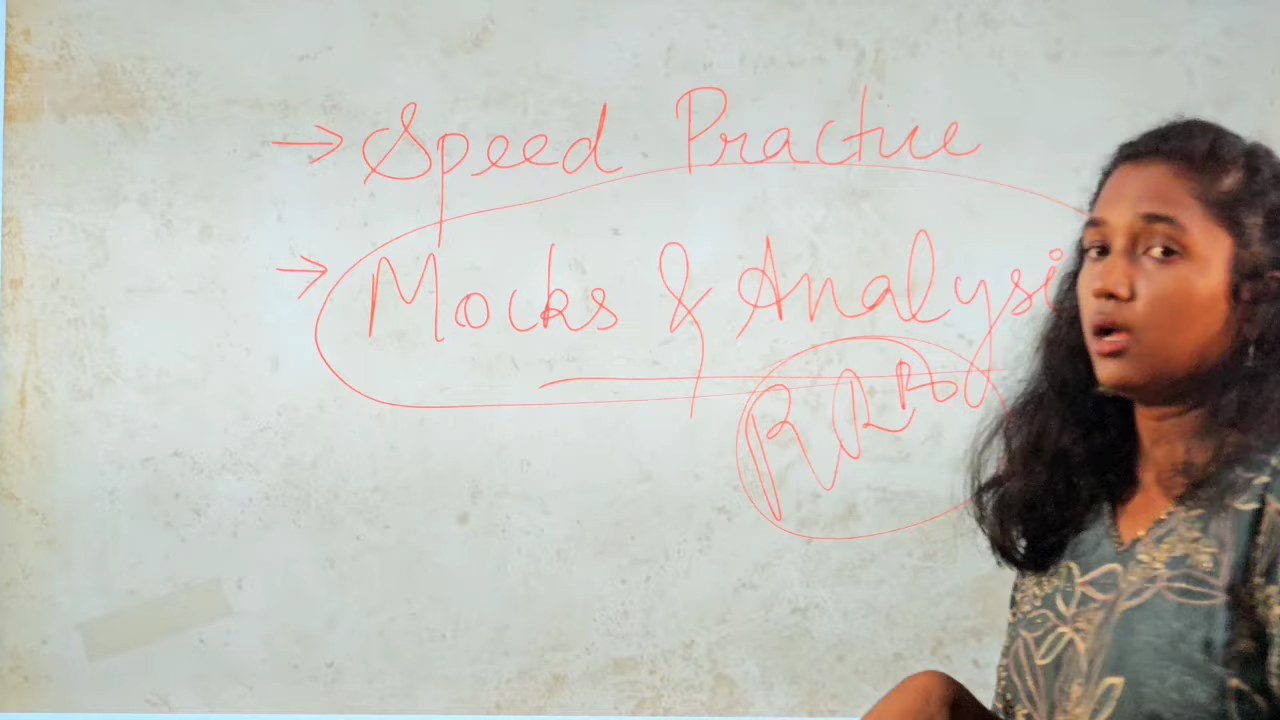 → Speed Practice
→ Mocks & Analysi
RRB